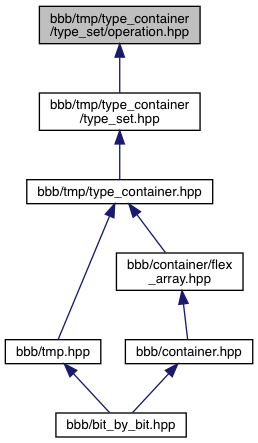 bbb/tmp/type_container
/type_set/operation.hpp
bbb/tmp/type_container
/type_set.hpp
bbb/tmp/type_container.hpp
bbb/container/flex
_array.hpp
bbb/tmp.hpp
bbb/container.hpp
bbb/bit_by_bit.hpp